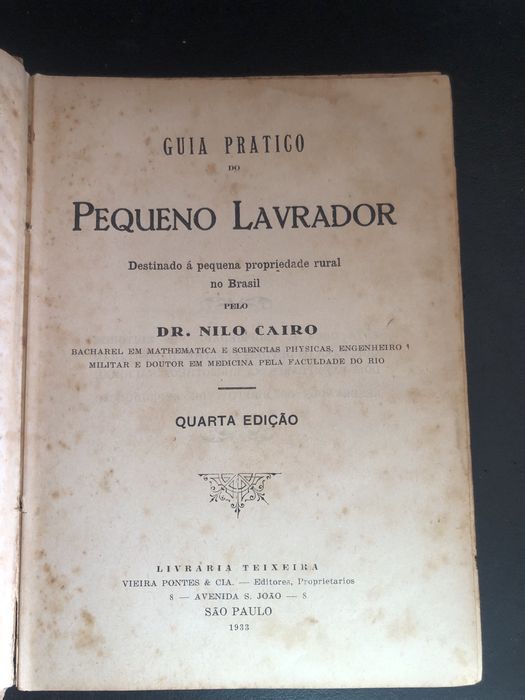 GUIA PRATICO
DO
PEQUENO LAVRADOR
Destinado á pequena propriedade rural
no Brasil
PELO
DR. NILO CAIRO
BACHAREL EM MATHEMATICA E SCIENCIAS PHYSICAS, ENGENHEIRO
MILITAR E DOUTOR EM MEDICINA PELA FACULDADE DO RIO
QUARTA EDIÇÃO
LIVRARIA TEIXEIRA
VIEIRA PONTES & CIA. — Editores, Proprietarios
8 — AVENIDA S. JOÃO — 8
SÃO PAULO
1933